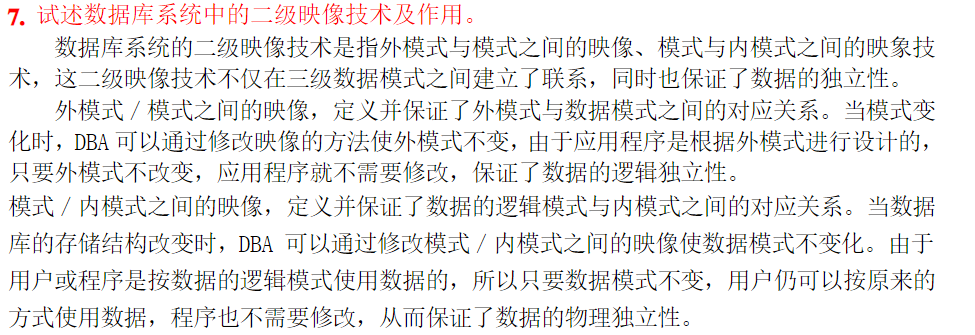 7. 试述数据库系统中的二级映像技术及作用。
数据库系统的二级映像技术是指外模式与模式之间的映像、模式与内模式之间的映象技
术，这二级映像技术不仅在三级数据模式之间建立了联系，同时也保证了数据的独立性。
外模式／模式之间的映像，定义并保证了外模式与数据模式之间的对应关系。当模式变
化时，DBA 可以通过修改映像的方法使外模式不变，由于应用程序是根据外模式进行设计的，
只要外模式不改变，应用程序就不需要修改，保证了数据的逻辑独立性。
模式／内模式之间的映像，定义并保证了数据的逻辑模式与内模式之间的对应关系。当数据
库的存储结构改变时，DBA 可以通过修改模式／内模式之间的映像使数据模式不变化。由于
用户或程序是按数据的逻辑模式使用数据的，所以只要数据模式不变，用户仍可以按原来的
方式使用数据，程序也不需要修改，从而保证了数据的物理独立性。